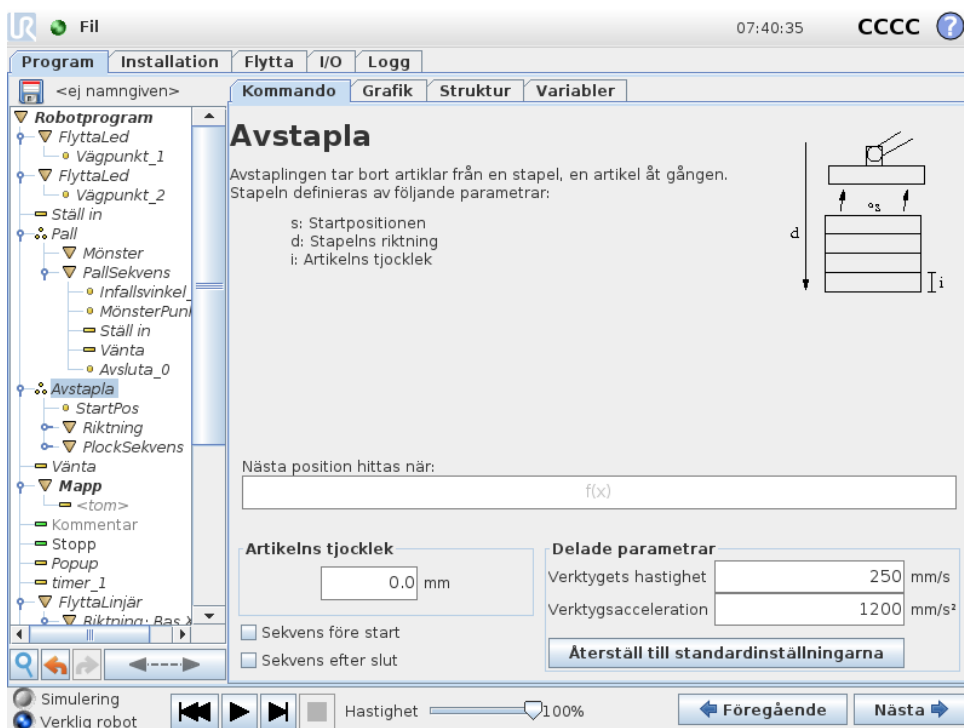 UR Fil 07:40:35 CCCC ?
Program Installation Flytta I/O Logg
<ej namngiven>
Kommando Grafik Struktur Variabler
Robotprogram
FlyttaLed
Vägpunkt_1
FlyttaLed
Vägpunkt_2
Ställ in
Pall
Mönster
PallSekvens
Infallsvinkel_
MönsterPunk
Ställ in
Vänta
Avsluta_0
Avstapla
StartPos
Riktning
PlockSekvens
Vänta
Mapp
<tom>
Kommentar
Stopp
Popup
timer_1
FlyttaLinjär
Riktning: Bas X
Avstapla
Avstaplingen tar bort artiklar från en stapel, en artikel åt gången.
Stapeln definieras av följande parametrar:
s: Startpositionen
d: Stapelns riktning
i: Artikelns tjocklek
s
d
i
Nästa position hittas när:
f(x)
Artikelns tjocklek
0.0 mm
Sekvens före start
Sekvens efter slut
Delade parametrar
Verktygets hastighet 250 mm/s
Verktygsacceleration 1200 mm/s²
Återställ till standardinställningarna
Simulering
Verklig robot
Hastighet 100%
Föregående Nästa